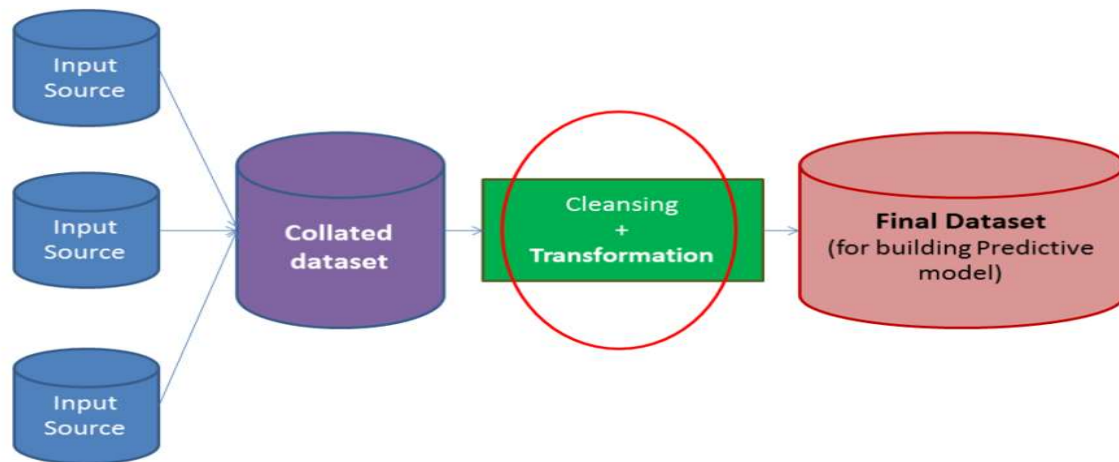 Input
Source
Input
Source
Input
Source
Collated
dataset
Cleansing
+
Transformation
Final Dataset
(for building Predictive
model)